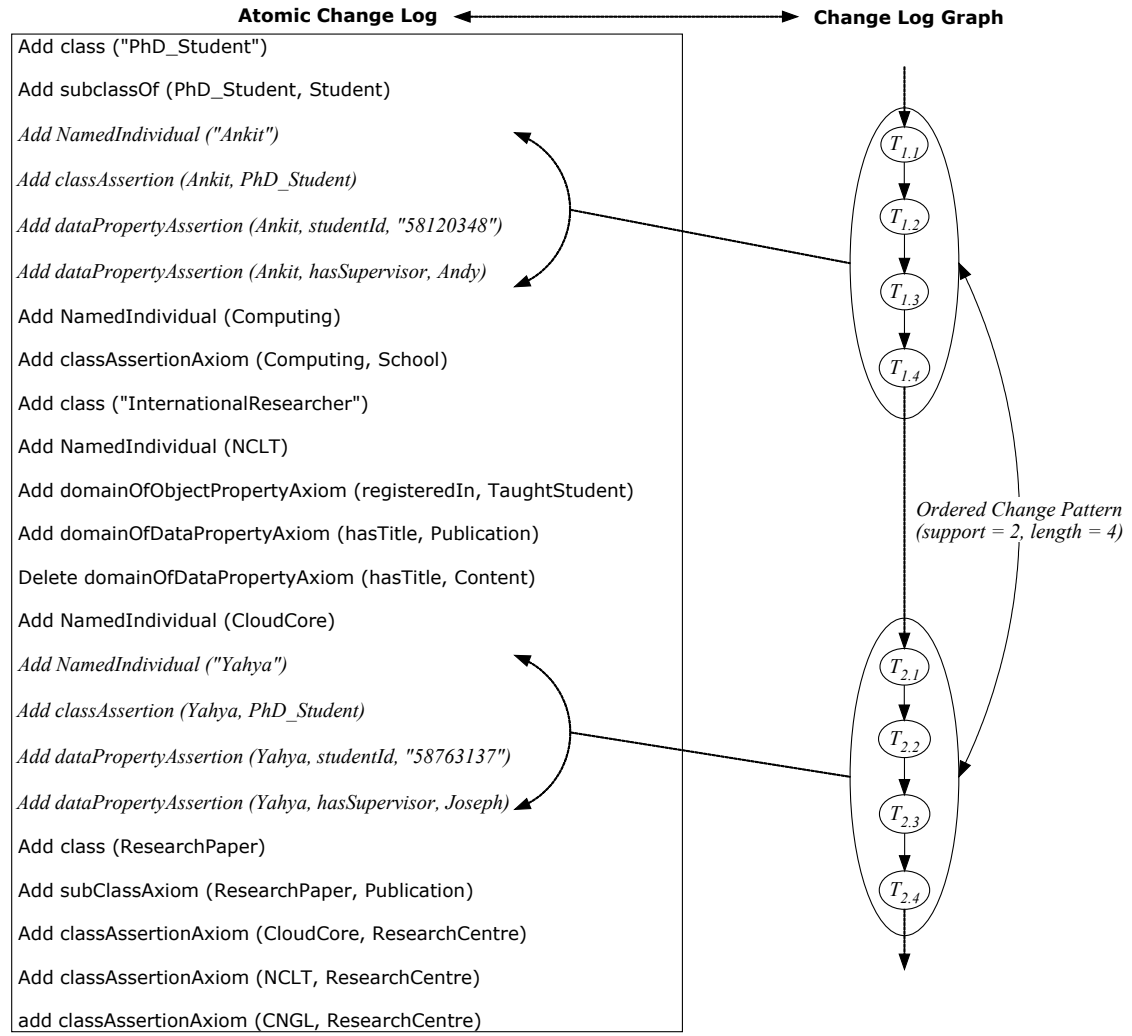 Atomic Change Log
Change Log Graph
Add class ("PhD_Student")
Add subclassOf (PhD_Student, Student)
Add NamedIndividual ("Ankit")
Add classAssertion (Ankit, PhD_Student)
Add dataPropertyAssertion (Ankit, studentId, "58120348")
Add dataPropertyAssertion (Ankit, hasSupervisor, Andy)
Add NamedIndividual (Computing)
Add classAssertionAxiom (Computing, School)
Add class ("InternationalResearcher")
Add NamedIndividual (NCLT)
Add domainOfObjectPropertyAxiom (registeredIn, TaughtStudent)
Add domainOfDataPropertyAxiom (hasTitle, Publication)
Delete domainOfDataPropertyAxiom (hasTitle, Content)
Add NamedIndividual (CloudCore)
Add NamedIndividual ("Yahya")
Add classAssertion (Yahya, PhD_Student)
Add dataPropertyAssertion (Yahya, studentId, "58763137")
Add dataPropertyAssertion (Yahya, hasSupervisor, Joseph)
Add class (ResearchPaper)
Add subClassAxiom (ResearchPaper, Publication)
Add classAssertionAxiom (CloudCore, ResearchCentre)
Add classAssertionAxiom (NCLT, ResearchCentre)
add classAssertionAxiom (CNGL, ResearchCentre)
T1.1
T1.2
T1.3
T1.4
Ordered Change Pattern
(support = 2, length = 4)
T2.1
T2.2
T2.3
T2.4